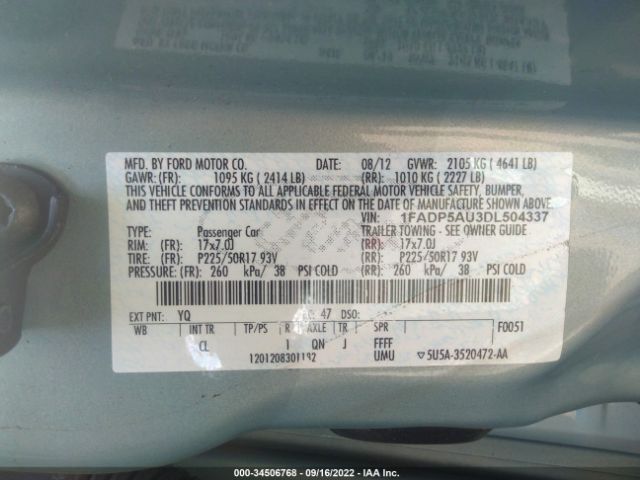 MFD. BY FORD MOTOR CO. DATE: 08/12 GVWR: 2105 KG ( 4641 LB)
GAWR: (FR): 1095 KG ( 2414 LB) (RR): 1010 KG ( 2227 LB)
THIS VEHICLE CONFORMS TO ALL APPLICABLE FEDERAL MOTOR VEHICLE SAFETY, BUMPER,
AND THEFT PREVENTION STANDARDS IN EFFECT ON THE DATE OF MANUFACTURE SHOWN ABOVE.
VIN: 1FADP5AU3DL504337
TYPE: Passenger Car TRAILER TOWING - SEE OWNER GUIDE
RIM: (FR): 17x7.0J (RR): 17x7.0J
TIRE: (FR): P225/50R17 93V (RR): P225/50R17 93V
PRESSURE: (FR): 260 kPa/ 38 PSI COLD (RR): 260 kPa/ 38 PSI COLD
EXT PNT: YQ RC: 47 DSO: F0051
WB INT TR TP/PS R AXLE TR SPR
CL I QN J FFFF
1201208301192 UMU 5U5A-3520472-AA
000-34506768 - 09/16/2022 - IAA Inc.